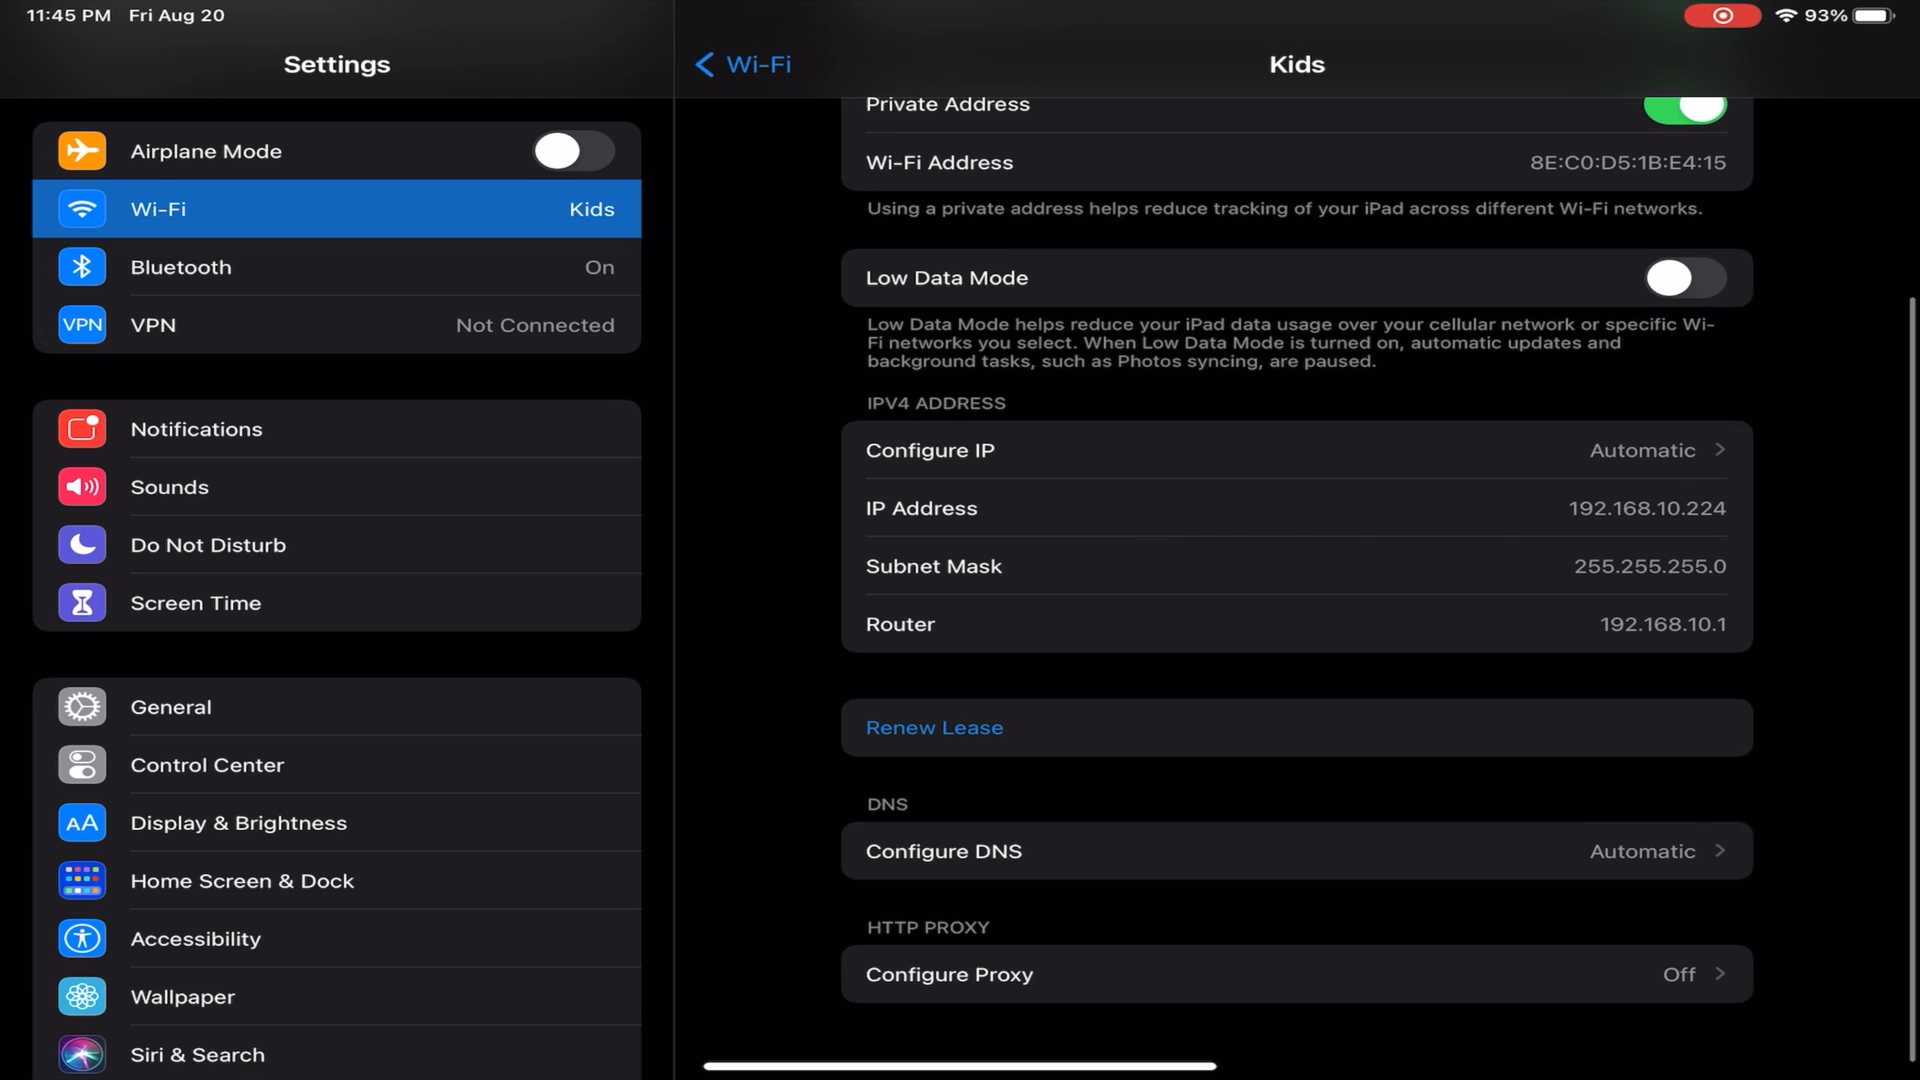 11:45 PM Fri Aug 20
93%
Settings
Airplane Mode
Wi-Fi Kids
Bluetooth On
VPN VPN Not Connected
Notifications
Sounds
Do Not Disturb
Screen Time
General
Control Center
AA Display & Brightness
Home Screen & Dock
Accessibility
Wallpaper
Siri & Search
Wi-Fi
Kids
Private Address
Wi-Fi Address 8E:C0:D5:1B:E4:15
Using a private address helps reduce tracking of your iPad across different Wi-Fi networks.
Low Data Mode
Low Data Mode helps reduce your iPad data usage over your cellular network or specific Wi-
Fi networks you select. When Low Data Mode is turned on, automatic updates and
background tasks, such as Photos syncing, are paused.
IPV4 ADDRESS
Configure IP Automatic
IP Address 192.168.10.224
Subnet Mask 255.255.255.0
Router 192.168.10.1
Renew Lease
DNS
Configure DNS Automatic
HTTP PROXY
Configure Proxy Off